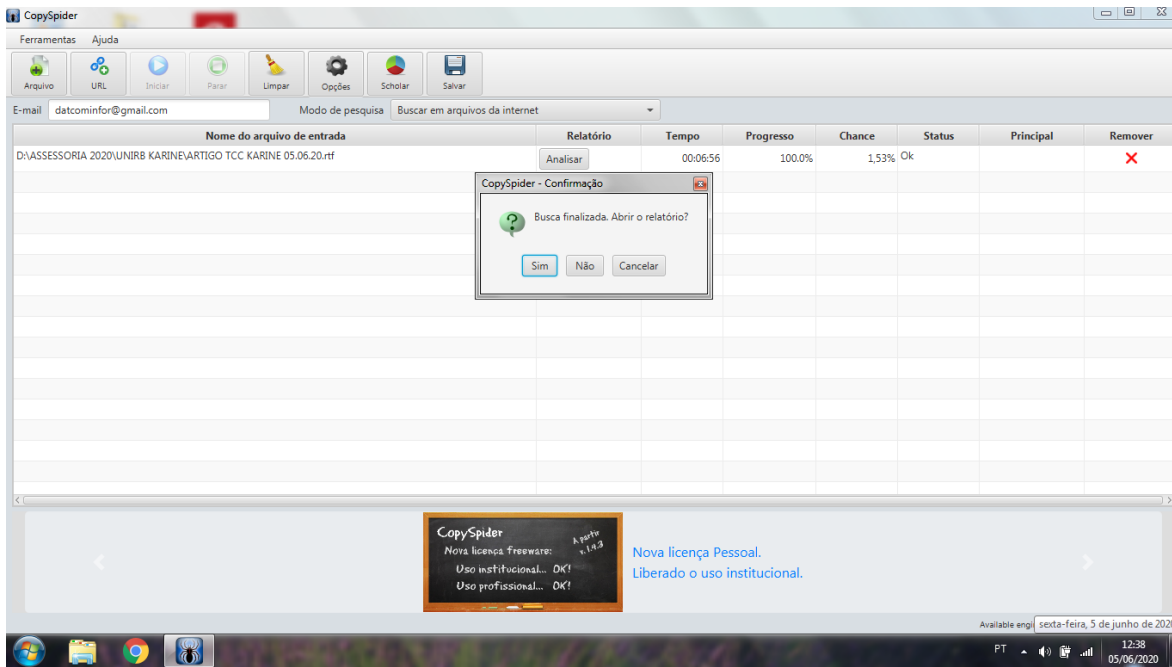 CopySpider
Ferramentas Ajuda
Arquivo URL Iniciar Parar Limpar Opções Scholar Salvar
E-mail datcominfor@gmail.com Modo de pesquisa Buscar em arquivos da internet
Nome do arquivo de entrada Relatório Tempo Progresso Chance Status Principal Remover
D:\ASSESSORIA 2020\UNIRB KARINE\ARTIGO TCC KARINE 05.06.20.rtf Analisar 00:06:56 100.0% 1,53% Ok
CopySpider - Confirmação
Busca finalizada. Abrir o relatório?
Sim Não Cancelar
CopySpider
Nova licença freeware:
A partir
v. 1.4.3
Uso institucional... OK!
Uso profissional... OK!
Nova licença Pessoal.
Liberado o uso institucional.
Available engi sexta-feira, 5 de junho de 202
PT 12:38
05/06/2020